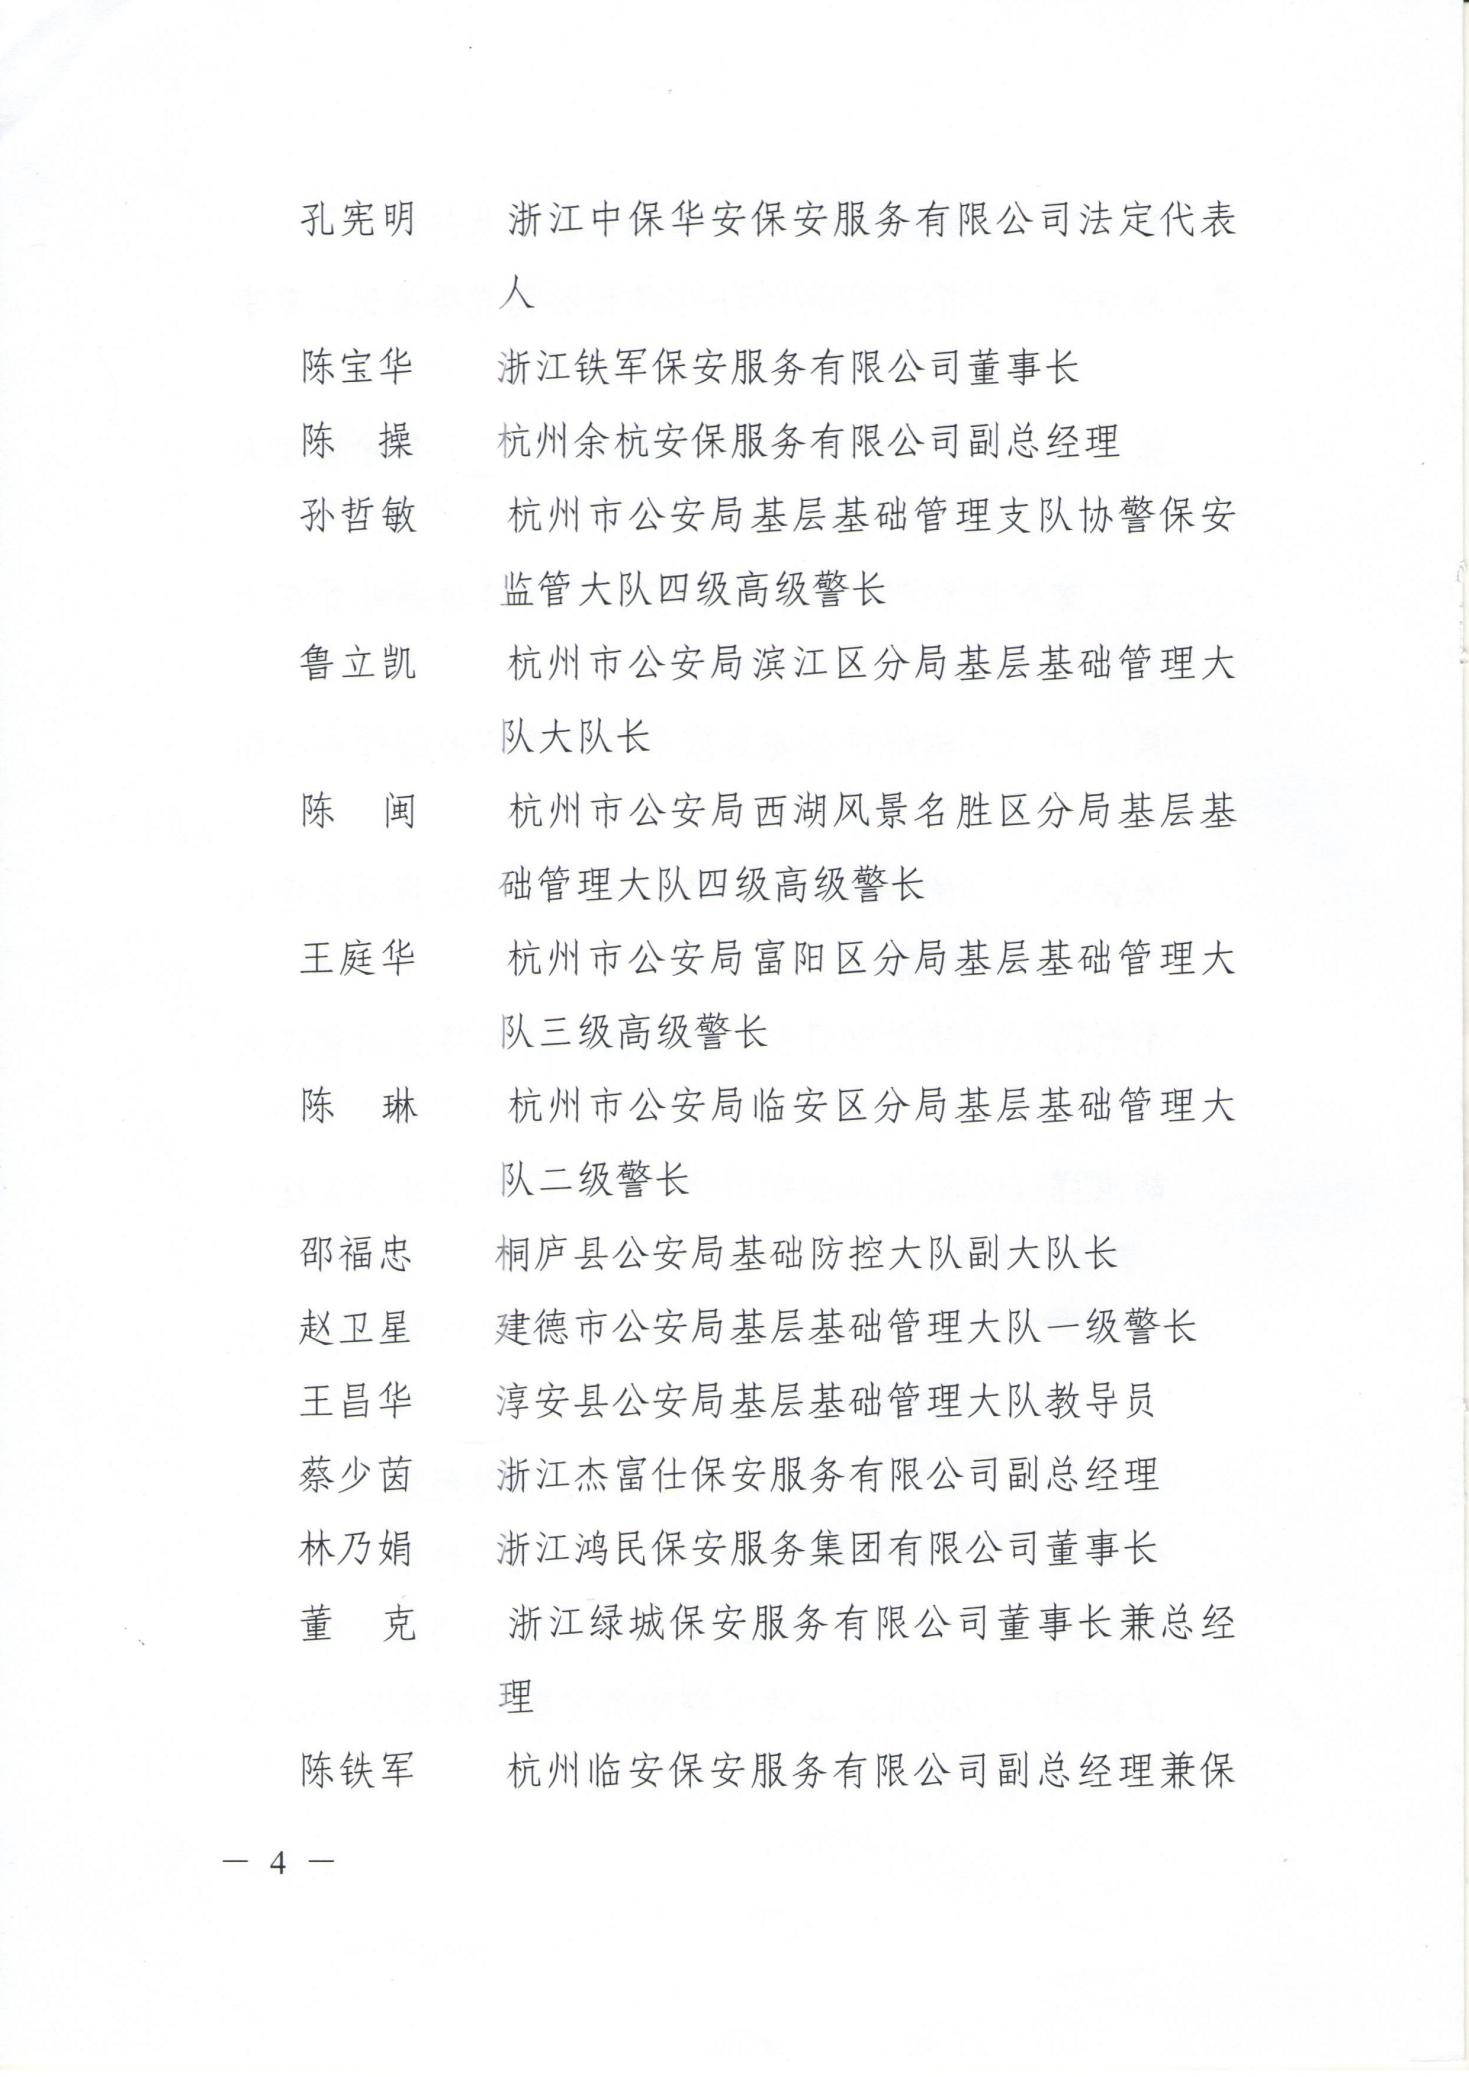 孔宪明 浙江中保华安保安服务有限公司法定代表
人
陈宝华 浙江铁军保安服务有限公司董事长
陈 操 杭州余杭安保服务有限公司副总经理
孙哲敏 杭州市公安局基层基础管理支队协警保安
监管大队四级高级警长
鲁立凯 杭州市公安局滨江区分局基层基础管理大
队大队长
陈 闽 杭州市公安局西湖风景名胜区分局基层基
础管理大队四级高级警长
王庭华 杭州市公安局富阳区分局基层基础管理大
队三级高级警长
陈 琳 杭州市公安局临安区分局基层基础管理大
队二级警长
邵福忠 桐庐县公安局基础防控大队副大队长
赵卫星 建德市公安局基层基础管理大队一级警长
王昌华 淳安县公安局基层基础管理大队教导员
蔡少茵 浙江杰富仕保安服务有限公司副总经理
林乃娟 浙江鸿民保安服务集团有限公司董事长
董 克 浙江绿城保安服务有限公司董事长兼总经
理
陈铁军 杭州临安保安服务有限公司副总经理兼保
— 4 —